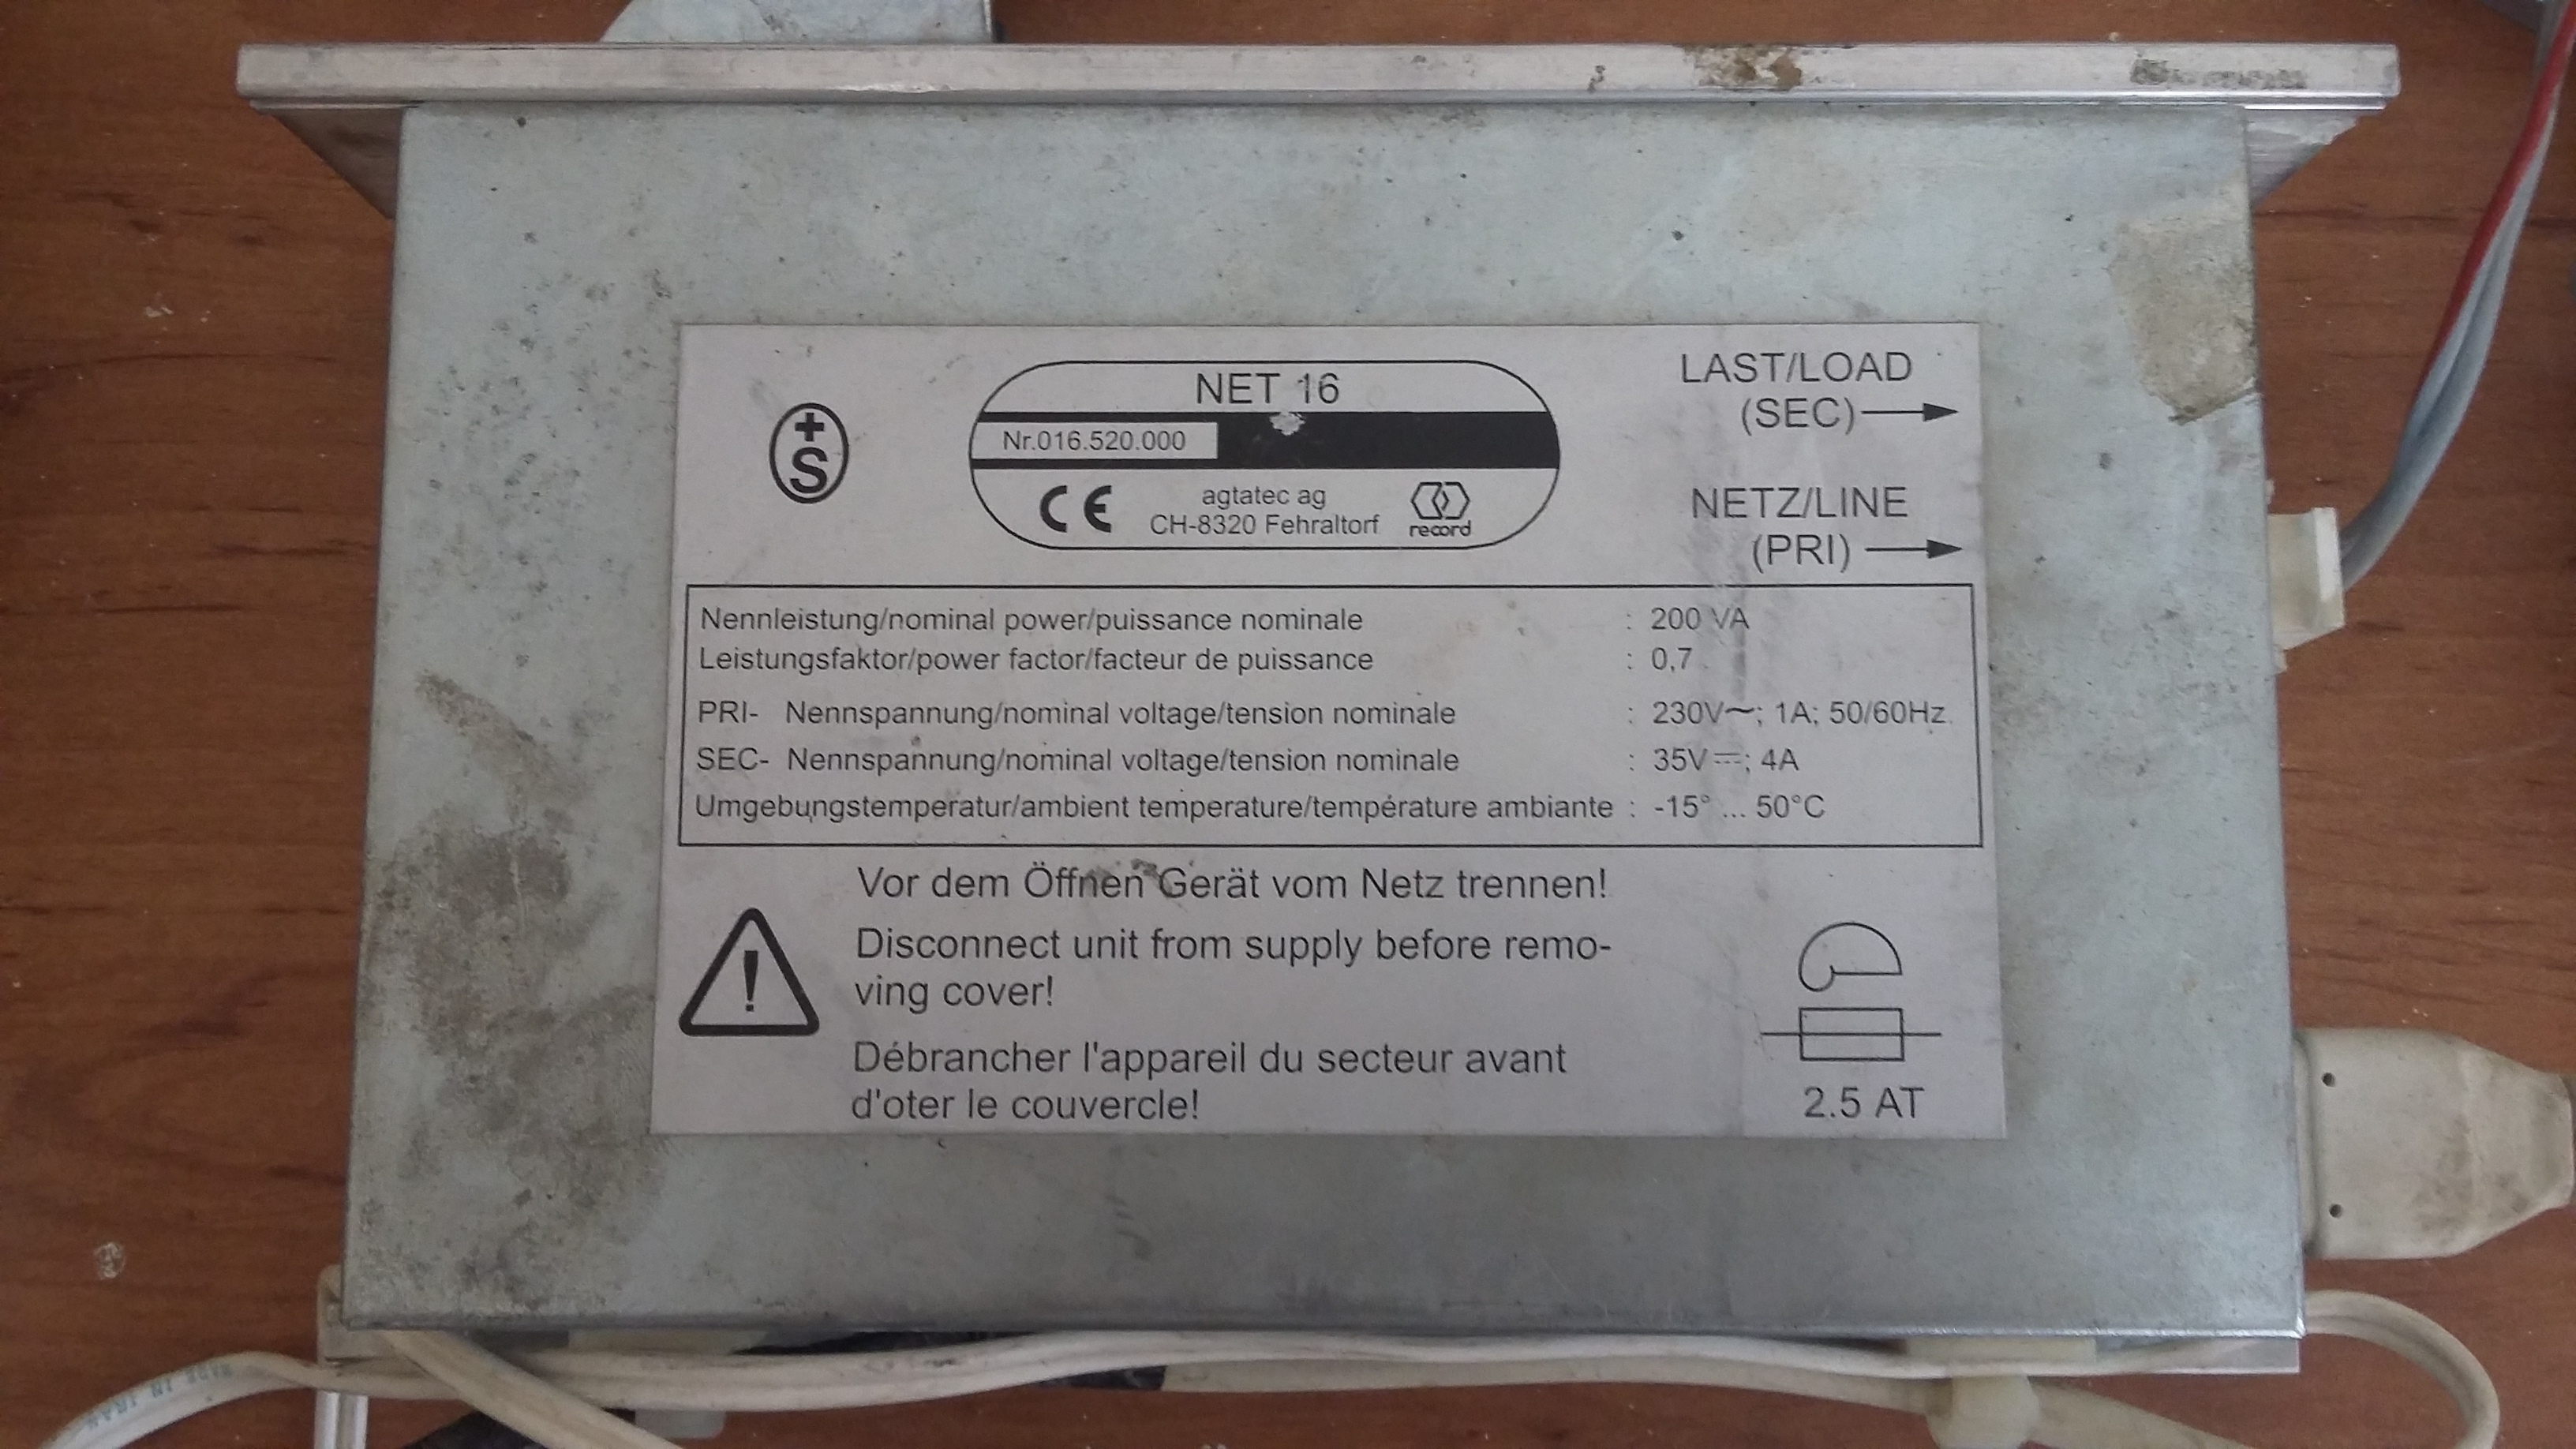 NET 16
Nr.016.520.000
CE
agtatec ag
CH-8320 Fehraltorf
record
+
S
LAST/LOAD
(SEC)
NETZ/LINE
(PRI)
Nennleistung/nominal power/puissance nominale : 200 VA
Leistungsfaktor/power factor/facteur de puissance : 0,7
PRI- Nennspannung/nominal voltage/tension nominale : 230V~; 1A; 50/60Hz
SEC- Nennspannung/nominal voltage/tension nominale : 35V⎓; 4A
Umgebungstemperatur/ambient temperature/température ambiante : -15° ... 50°C
Vor dem Öffnen Gerät vom Netz trennen!
Disconnect unit from supply before remo-
ving cover!
Débrancher l'appareil du secteur avant
d'oter le couvercle!
!
2.5 AT
MADE IN IRAN